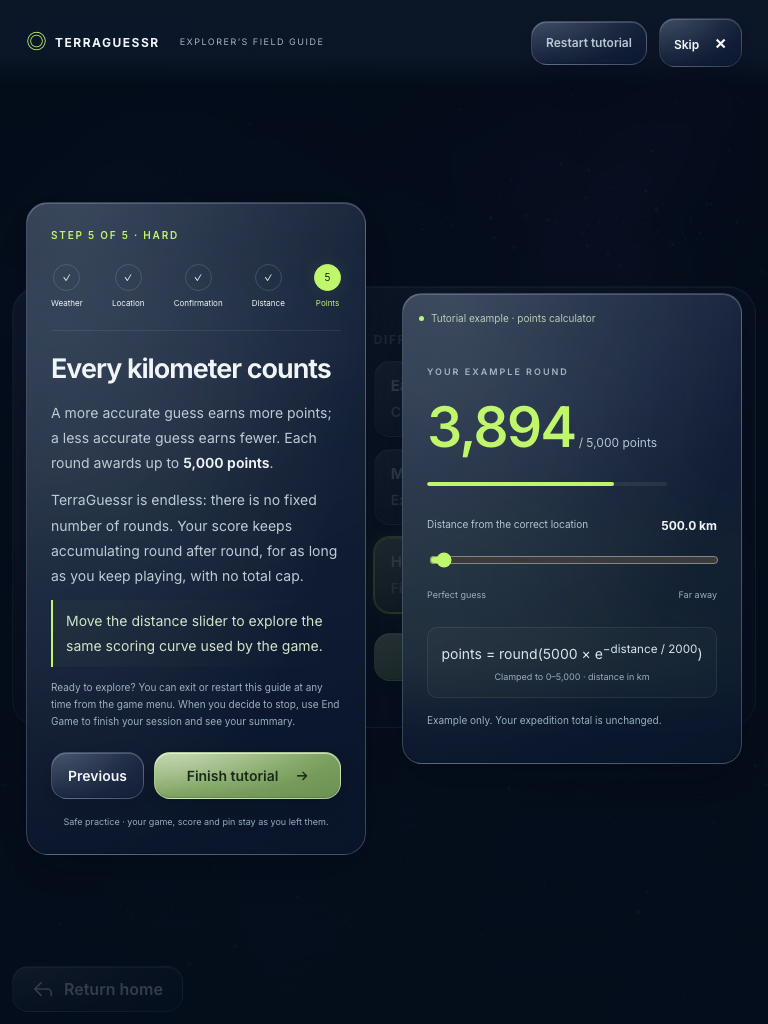 TERRAGUESSR
EXPLORER'S FIELD GUIDE
Restart tutorial
Skip ✕
STEP 5 OF 5 · HARD
✓ ✓ ✓ ✓ 5
Weather Location Confirmation Distance Points
Every kilometer counts
A more accurate guess earns more points;
a less accurate guess earns fewer. Each
round awards up to 5,000 points.
TerraGuessr is endless: there is no fixed
number of rounds. Your score keeps
accumulating round after round, for as long
as you keep playing, with no total cap.
Move the distance slider to explore the
same scoring curve used by the game.
Ready to explore? You can exit or restart this guide at any
time from the game menu. When you decide to stop, use End
Game to finish your session and see your summary.
Previous
Finish tutorial →
Safe practice · your game, score and pin stay as you left them.
Tutorial example · points calculator
YOUR EXAMPLE ROUND
3,894 / 5,000 points
Distance from the correct location 500.0 km
Perfect guess Far away
points = round(5000 × e^−distance / 2000)
Clamped to 0–5,000 · distance in km
Example only. Your expedition total is unchanged.
Return home